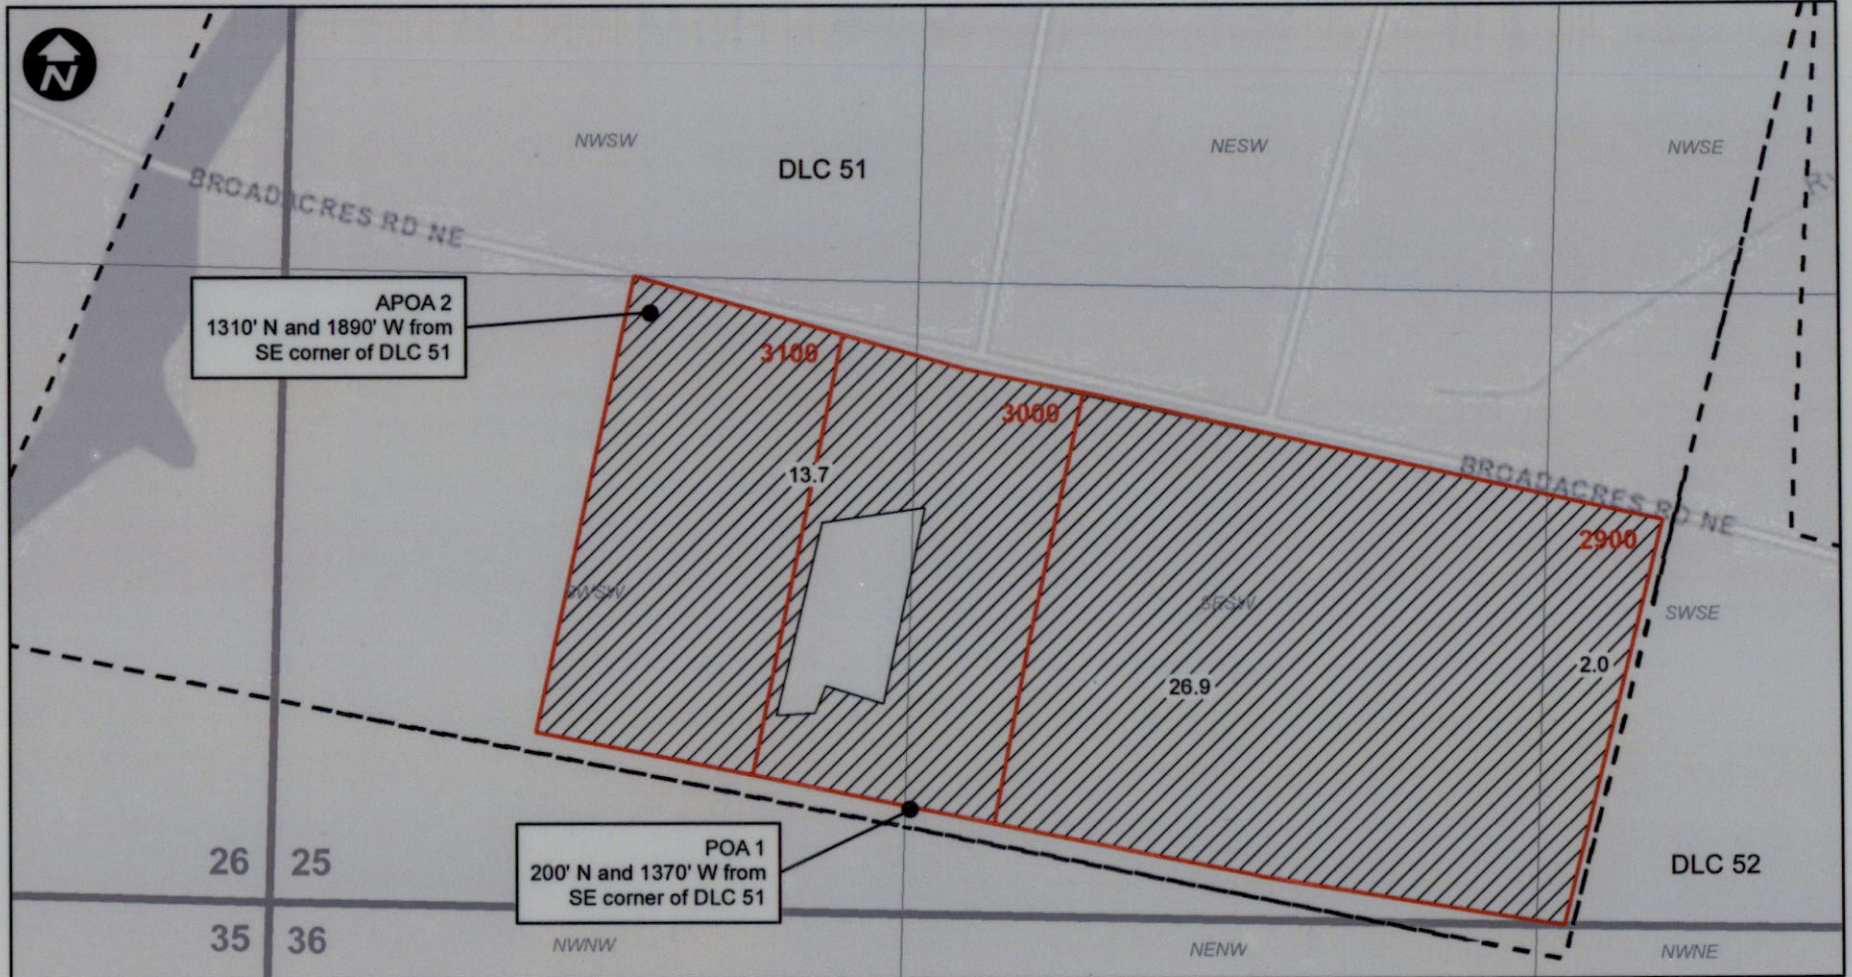 N
NWSW
DLC 51
NESW
NWSE
BROADACRES RD NE
APOA 2
1310' N and 1890' W from
SE corner of DLC 51
3100
3000
13.7
BROADACRES RD NE
2900
SWSW
SESW
SWSE
2.0
26.9
POA 1
200' N and 1370' W from
SE corner of DLC 51
26 25
DLC 52
35 36
NWNW
NENW
NWNE